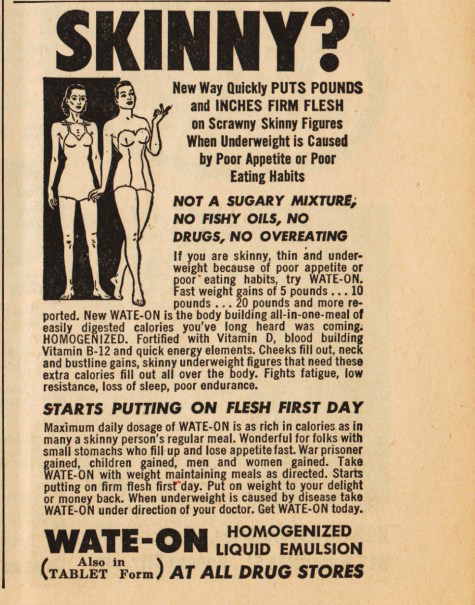 SKINNY?
New Way Quickly PUTS POUNDS
and INCHES FIRM FLESH
on Scrawny Skinny Figures
When Underweight is Caused
by Poor Appetite or Poor
Eating Habits
NOT A SUGARY MIXTURE,
NO FISHY OILS, NO
DRUGS, NO OVEREATING
If you are skinny, thin and under-
weight because of poor appetite or
poor eating habits, try WATE-ON.
Fast weight gains of 5 pounds . . . 10
pounds . . . 20 pounds and more re-
ported. New WATE-ON is the body building all-in-one-meal of
easily digested calories you've long heard was coming.
HOMOGENIZED. Fortified with Vitamin D, blood building
Vitamin B-12 and quick energy elements. Cheeks fill out, neck
and bustline gains, skinny underweight figures that need these
extra calories fill out all over the body. Fights fatigue, low
resistance, loss of sleep, poor endurance.
STARTS PUTTING ON FLESH FIRST DAY
Maximum daily dosage of WATE-ON is as rich in calories as in
many a skinny person's regular meal. Wonderful for folks with
small stomachs who fill up and lose appetite fast. War prisoner
gained, children gained, men and women gained. Take
WATE-ON with weight maintaining meals as directed. Starts
putting on firm flesh first day. Put on weight to your delight
or money back. When underweight is caused by disease take
WATE-ON under direction of your doctor. Get WATE-ON today.
WATE-ON HOMOGENIZED
LIQUID EMULSION
(Also in
TABLET Form) AT ALL DRUG STORES